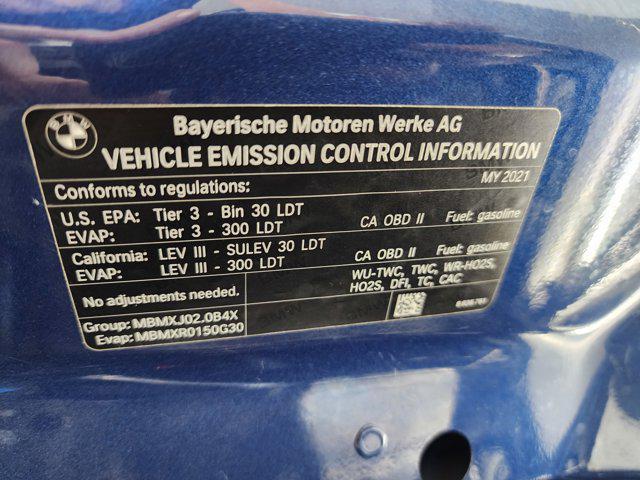 BMW
Bayerische Motoren Werke AG
VEHICLE EMISSION CONTROL INFORMATION
Conforms to regulations: MY 2021
U.S. EPA: Tier 3 - Bin 30 LDT CA OBD II Fuel: gasoline
EVAP: Tier 3 - 300 LDT
California: LEV III - SULEV 30 LDT CA OBD II Fuel: gasoline
EVAP: LEV III - 300 LDT
No adjustments needed.
WU-TWC, TWC, WR-HO2S,
HO2S, DFI, TC, CAC
Group: MBMXJ02.0B4X
Evap: MBMXR0150G30